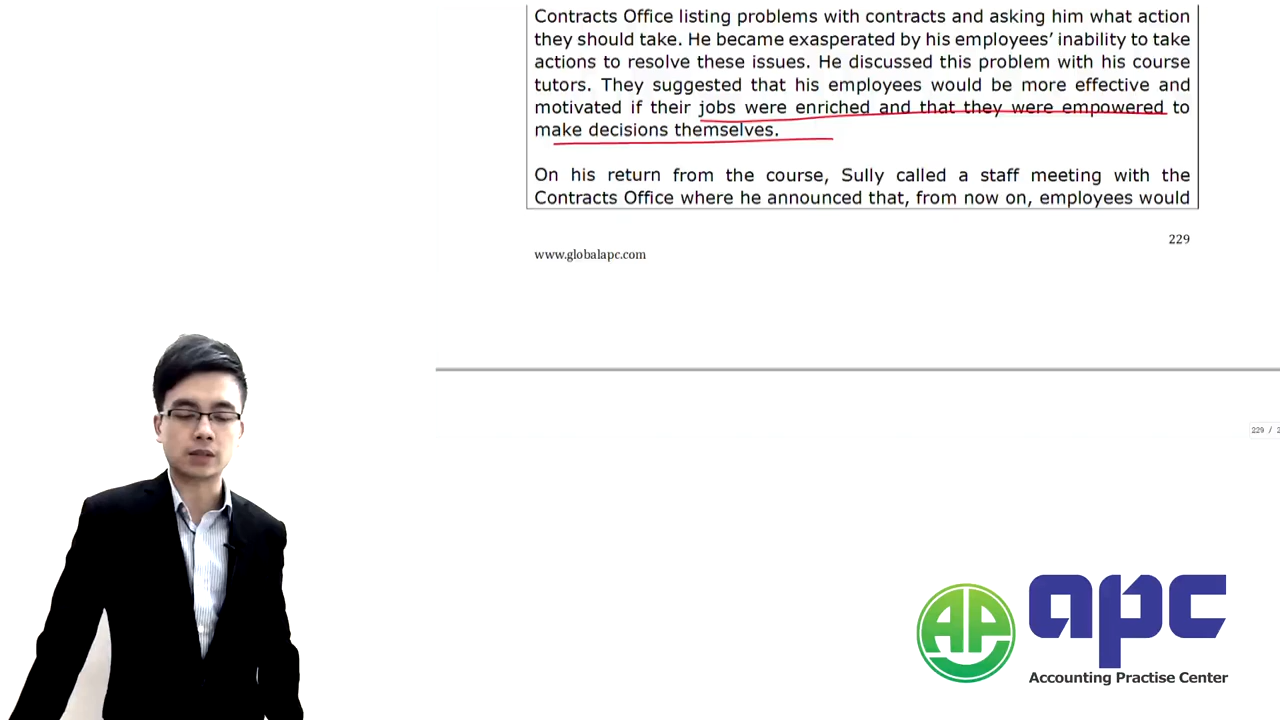 Contracts Office listing problems with contracts and asking him what action
they should take. He became exasperated by his employees’ inability to take
actions to resolve these issues. He discussed this problem with his course
tutors. They suggested that his employees would be more effective and
motivated if their jobs were enriched and that they were empowered to
make decisions themselves.
On his return from the course, Sully called a staff meeting with the
Contracts Office where he announced that, from now on, employees would
229
www.globalapc.com
229 / 2
AP
apc
Accounting Practise Center